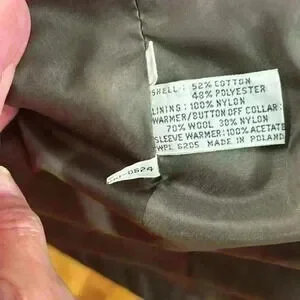 SHELL : 52% COTTON
48% POLYESTER
LINING : 100% NYLON
WARMER/BUTTON OFF COLLAR:
70% WOOL 30% NYLON
SLEEVE WARMER: 100% ACETATE
WPL 6205 MADE IN POLAND
-0824